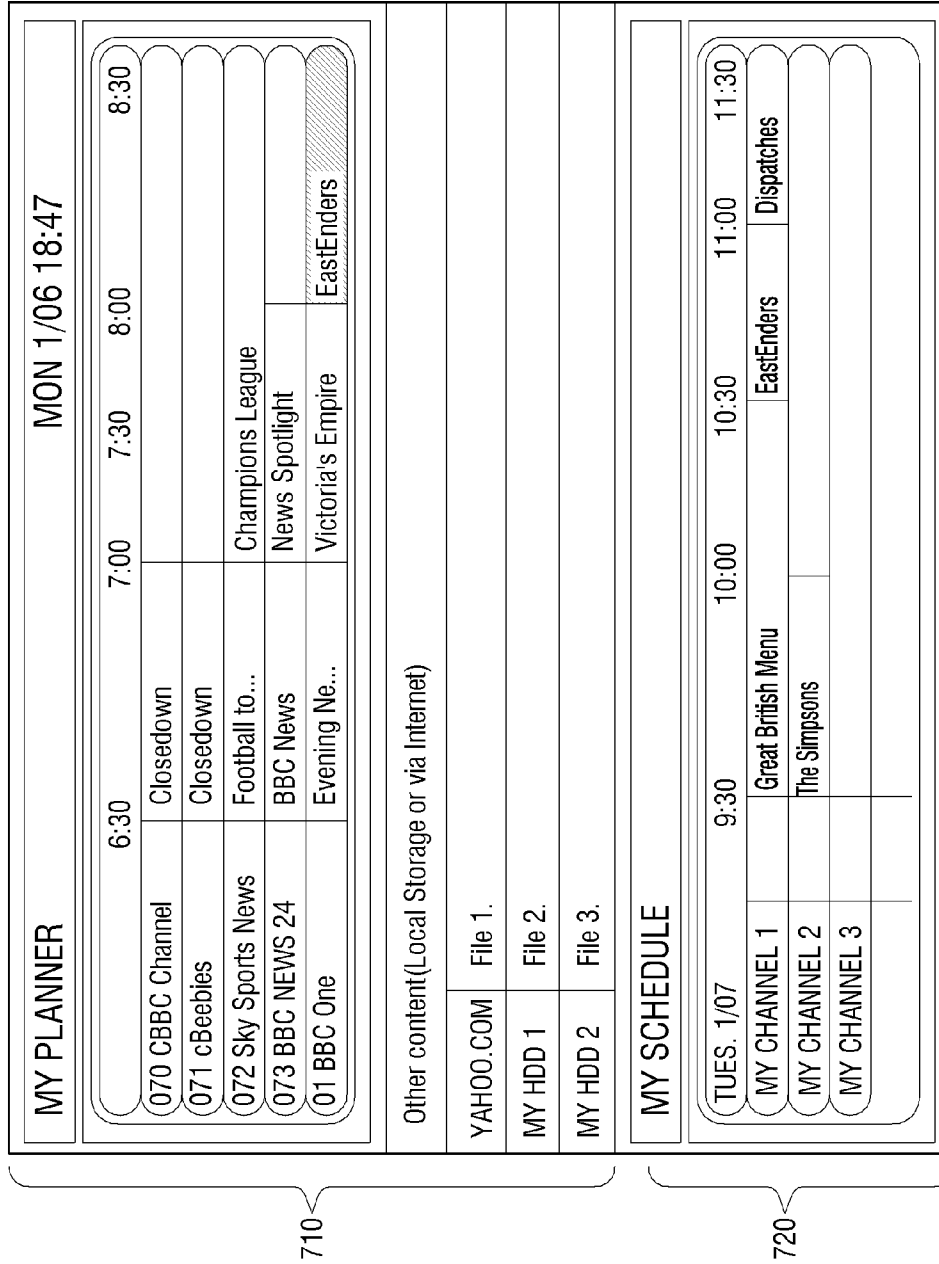 MY PLANNER MON 1/06 18:47
6:30 7:00 7:30 8:00 8:30
070 CBBC Channel Closedown
071 cBeebies Closedown
072 Sky Sports News Football to... Champions League
073 BBC NEWS 24 BBC News News Spotlight
01 BBC One Evening Ne... Victoria's Empire EastEnders
Other content(Local Storage or via Internet)
YAHOO.COM File 1.
MY HDD 1 File 2.
MY HDD 2 File 3.
710
MY SCHEDULE
TUES. 1/07 9:30 10:00 10:30 11:00 11:30
MY CHANNEL 1 Great British Menu EastEnders Dispatches
MY CHANNEL 2 The Simpsons
MY CHANNEL 3
720